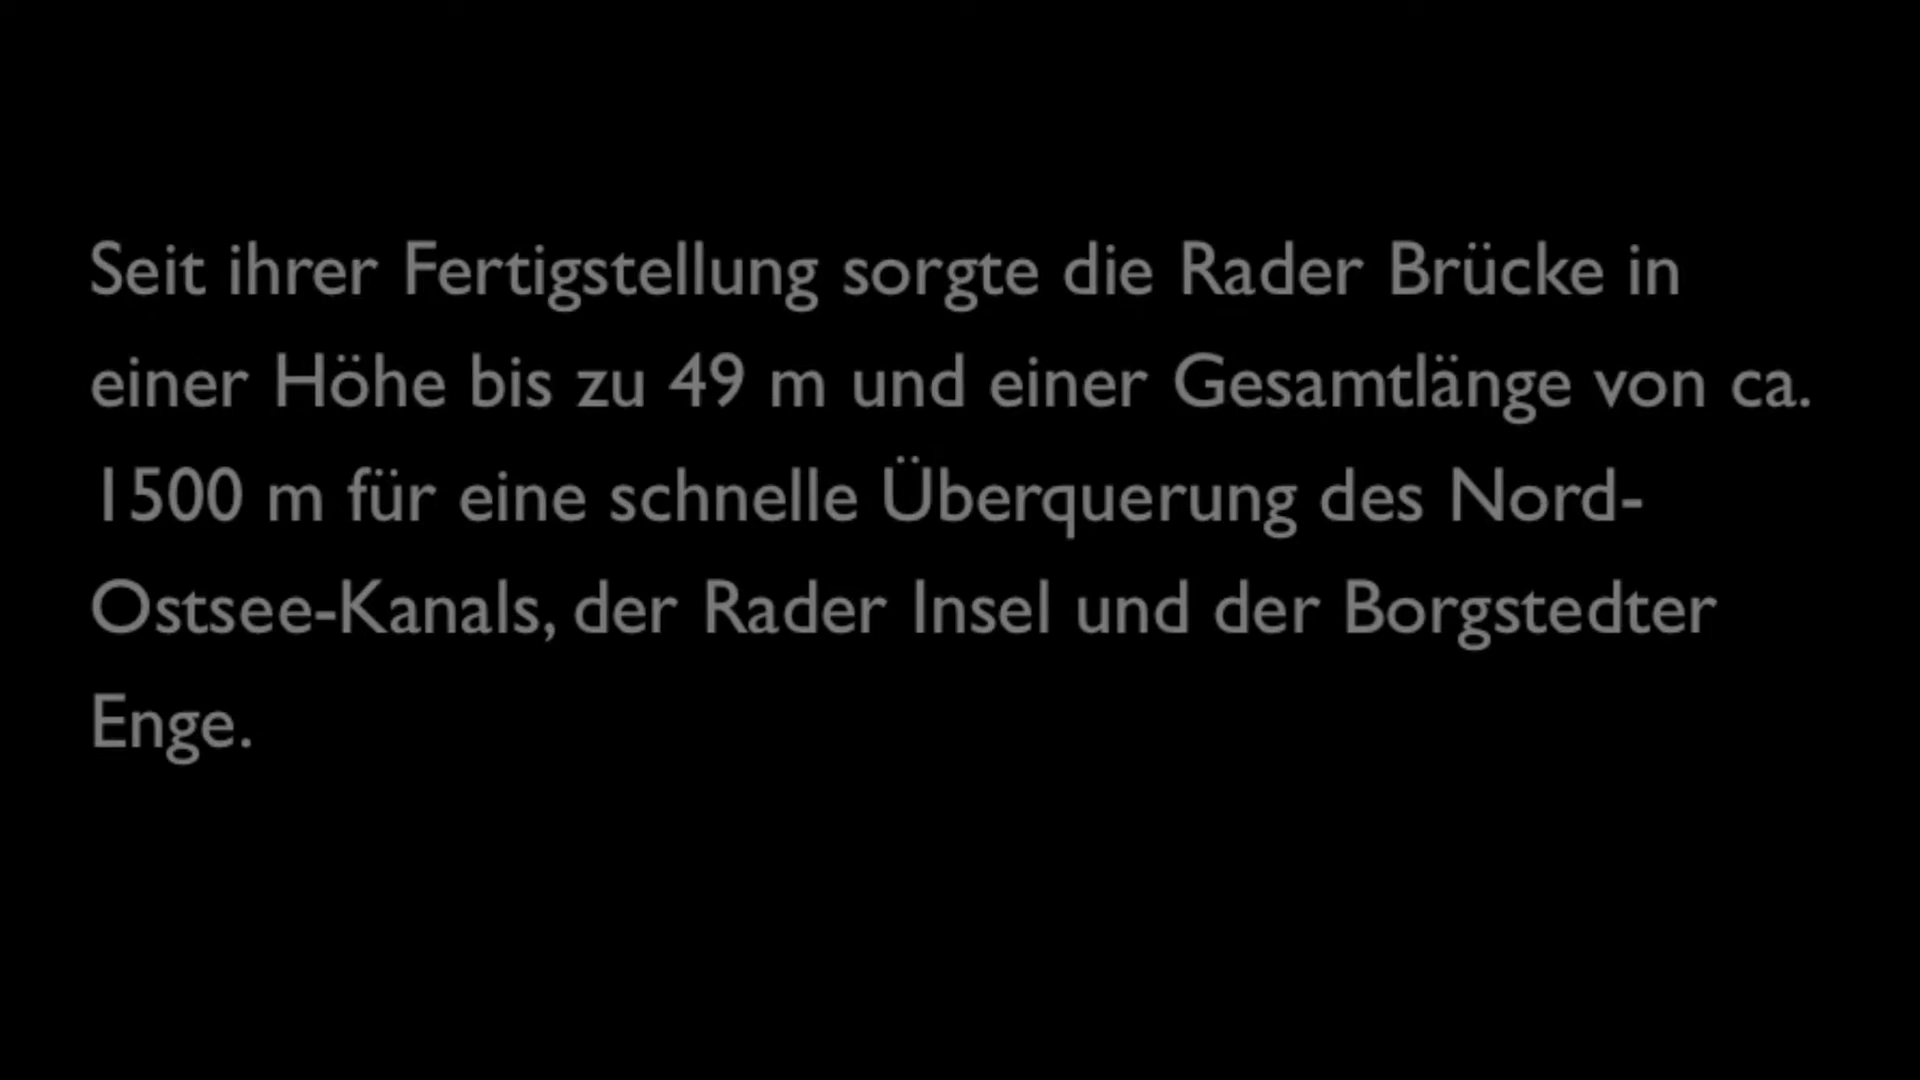 Seit ihrer Fertigstellung sorgte die Rader Brücke in
einer Höhe bis zu 49 m und einer Gesamtlänge von ca.
1500 m für eine schnelle Überquerung des Nord-
Ostsee-Kanals, der Rader Insel und der Borgstedter
Enge.